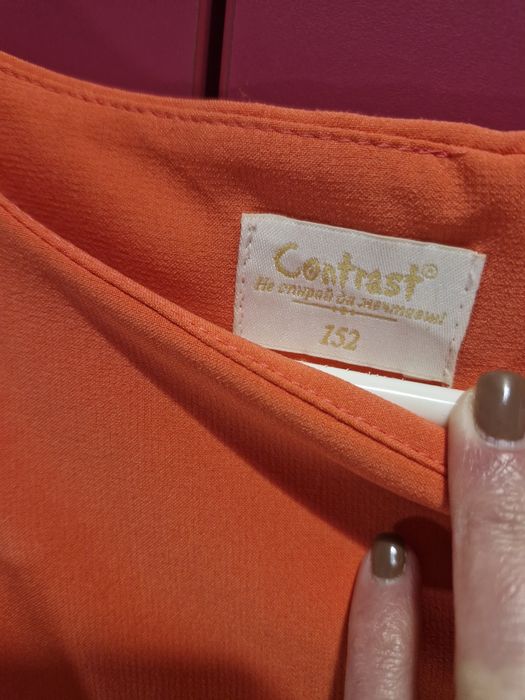 Contrast®
Не спирай да мечтаеш!
152